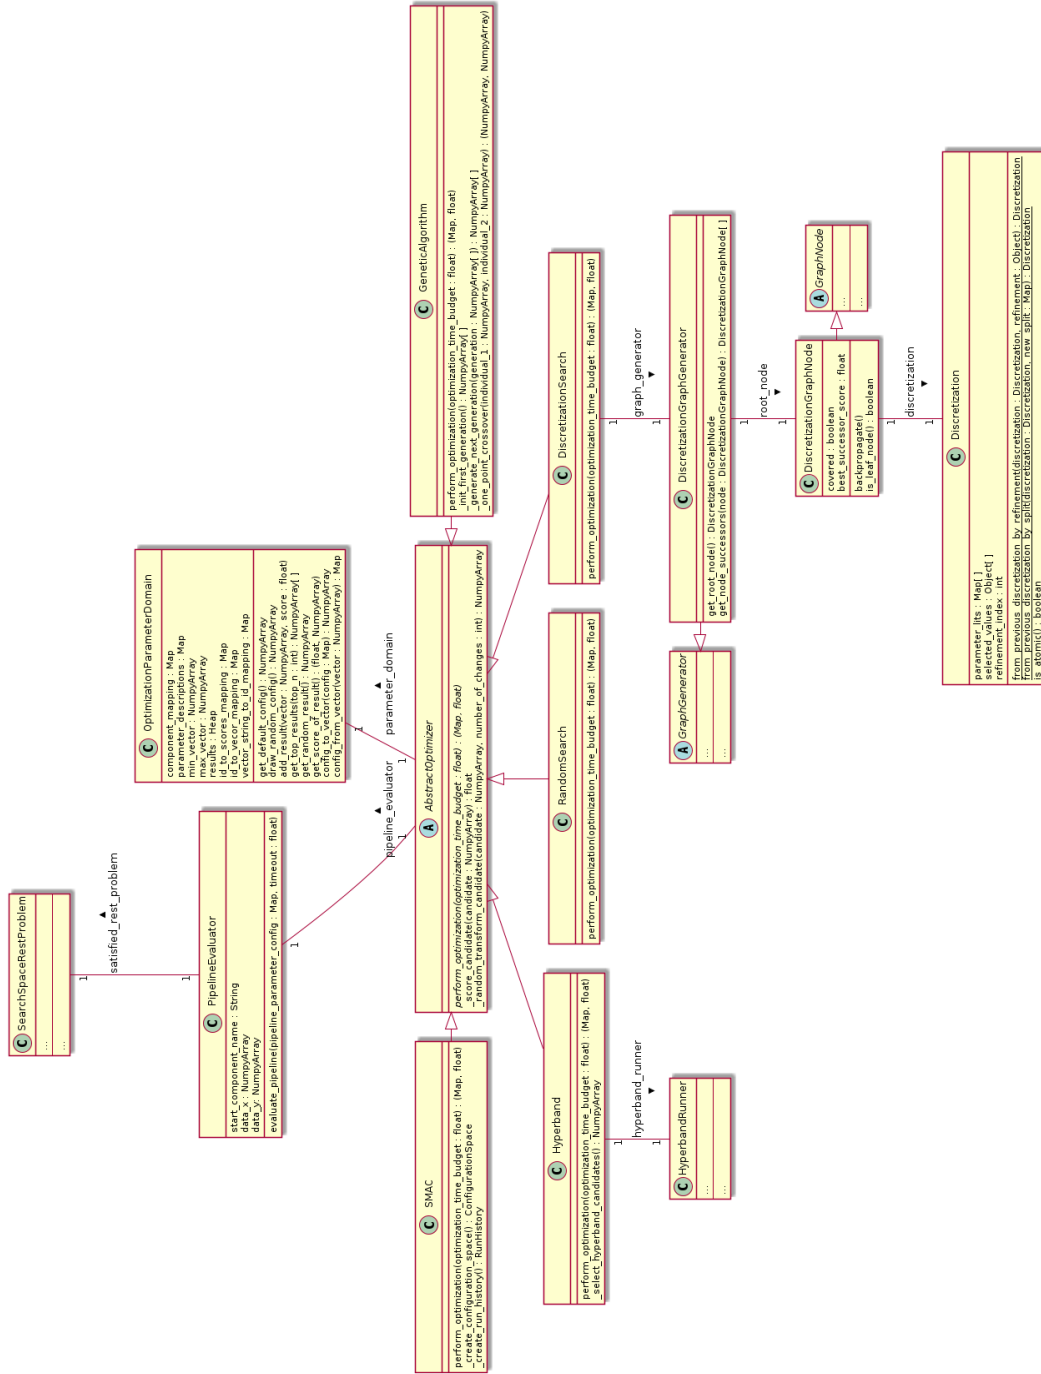 C SearchSpaceRestProblem
...
...
1
satisfied_rest_problem
1
C PipelineEvaluator
start_component_name : String
data_x : NumpyArray
data_y: NumpyArray
evaluate_pipeline(pipeline_parameter_config : Map, timeout : float)
1
pipeline_evaluator
1
C OptimizationParameterDomain
component_mapping : Map
parameter_descriptions : Map
min_vector : NumpyArray
max_vector : NumpyArray
results : Heap
id_to_scores_mapping : Map
id_to_vecor_mapping : Map
vector_string_to_id_mapping : Map
get_default_config() : NumpyArray
draw_random_config() : NumpyArray
add_result(vector : NumpyArray, score : float)
get_top_results(top_n : int) : NumpyArray[ ]
get_random_result() : NumpyArray
get_score_of_result() : (float, NumpyArray)
config_to_vector(config : Map) : NumpyArray
config_from_vector(vector : NumpyArray) : Map
1
parameter_domain
1
C SMAC
perform_optimization(optimization_time_budget : float) : (Map, float)
_create_configuration_space() : ConfigurationSpace
_create_run_history() : RunHistory
A AbstractOptimizer
perform_optimization(optimization_time_budget : float) : (Map, float)
_score_candidate(candidate : NumpyArray) : float
_random_transform_candidate(candidate : NumpyArray, number_of_changes : int) : NumpyArray
C GeneticAlgorithm
perform_optimization(optimization_time_budget : float) : (Map, float)
_init_first_generation() : NumpyArray[ ]
_generate_next_generation(generation : NumpyArray[ ]) : NumpyArray[ ]
_one_point_crossover(individual_1 : NumpyArray, individual_2 : NumpyArray) : (NumpyArray, NumpyArray)
C Hyperband
perform_optimization(optimization_time_budget : float) : (Map, float)
_select_hyperband_candidates() : NumpyArray
C RandomSearch
perform_optimization(optimization_time_budget : float) : (Map, float)
C DiscretizationSearch
perform_optimization(optimization_time_budget : float) : (Map, float)
1
hyperband_runner
1
1
graph_generator
1
C HyperbandRunner
...
...
A GraphGenerator
...
...
C DiscretizationGraphGenerator
get_root_node() : DiscretizationGraphNode
get_node_successors(node : DiscretizationGraphNode) : DiscretizationGraphNode[ ]
1
root_node
1
C DiscretizationGraphNode
covered : boolean
best_successor_score : float
backpropagate()
is_leaf_node() : boolean
A GraphNode
...
...
1
discretization
1
C Discretization
parameter_lits : Map[ ]
selected_values : Object[ ]
refinement_index : int
from_previous_discretization_by_refinement(discretization : Discretization, refinement : Object) : Discretization
from_previous_discretization_by_split(discretization : Discretization, new_split : Map) : Discretization
is_atomic() : boolean